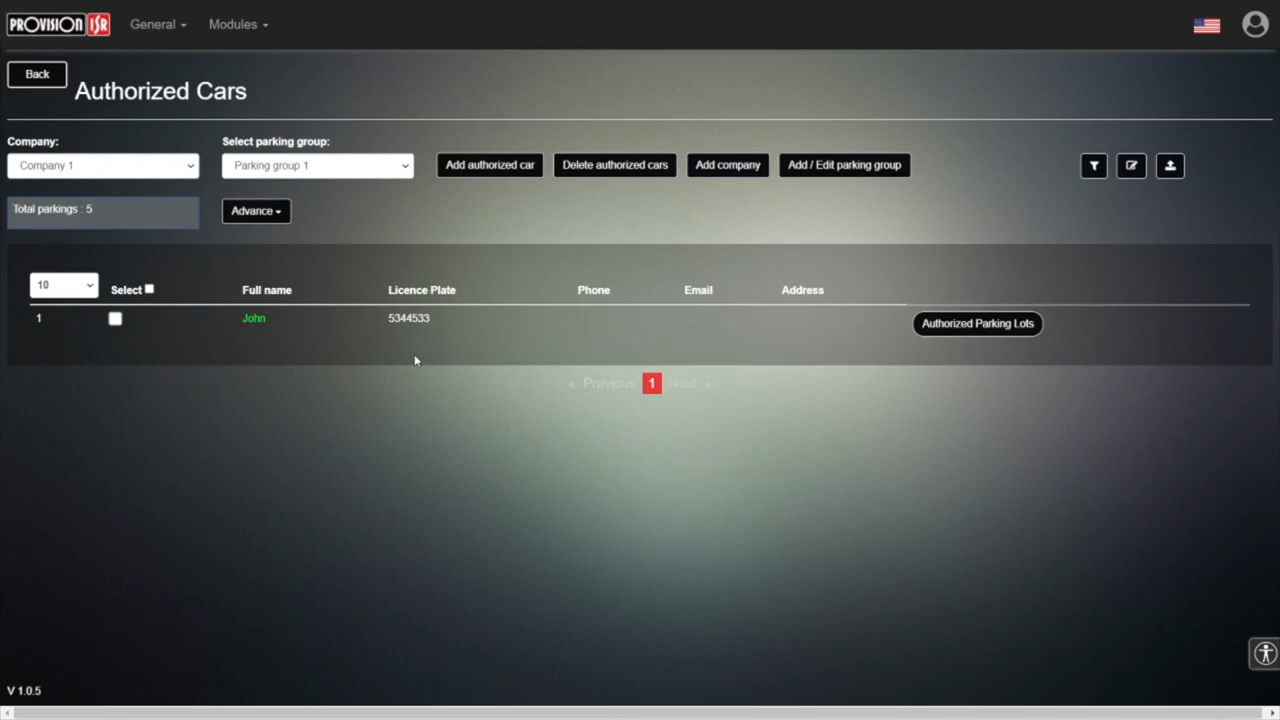 PROVISION ISR General Modules
Back
Authorized Cars
Company: Select parking group:
Company 1 Parking group 1 Add authorized car Delete authorized cars Add company Add / Edit parking group
Total parkings : 5 Advance
10 Select Full name Licence Plate Phone Email Address
1 John 5344533 Authorized Parking Lots
« Previous 1 Next »
V 1.0.5